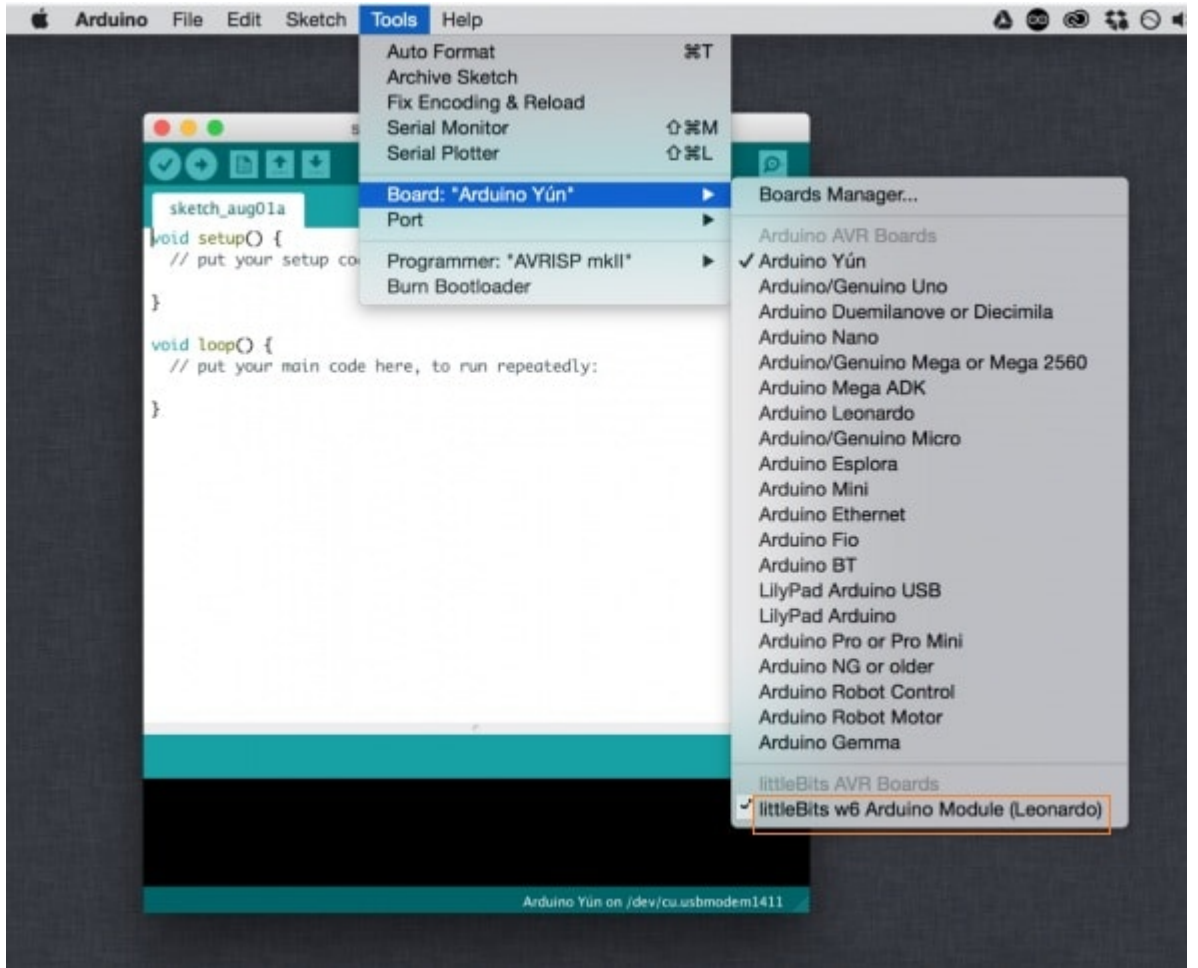 Arduino File Edit Sketch Tools Help
Auto Format ⌘T
Archive Sketch
Fix Encoding & Reload
Serial Monitor ⇧⌘M
Serial Plotter ⇧⌘L
Board: "Arduino Yún"
Port
Programmer: "AVRISP mkII"
Burn Bootloader
Boards Manager...
Arduino AVR Boards
✓ Arduino Yún
Arduino/Genuino Uno
Arduino Duemilanove or Diecimila
Arduino Nano
Arduino/Genuino Mega or Mega 2560
Arduino Mega ADK
Arduino Leonardo
Arduino/Genuino Micro
Arduino Esplora
Arduino Mini
Arduino Ethernet
Arduino Fio
Arduino BT
LilyPad Arduino USB
LilyPad Arduino
Arduino Pro or Pro Mini
Arduino NG or older
Arduino Robot Control
Arduino Robot Motor
Arduino Gemma
littleBits AVR Boards
✓ littleBits w6 Arduino Module (Leonardo)
sketch_aug01a
void setup() {
// put your setup co
}
void loop() {
// put your main code here, to run repeatedly:
}
Arduino Yún on /dev/cu.usbmodem1411